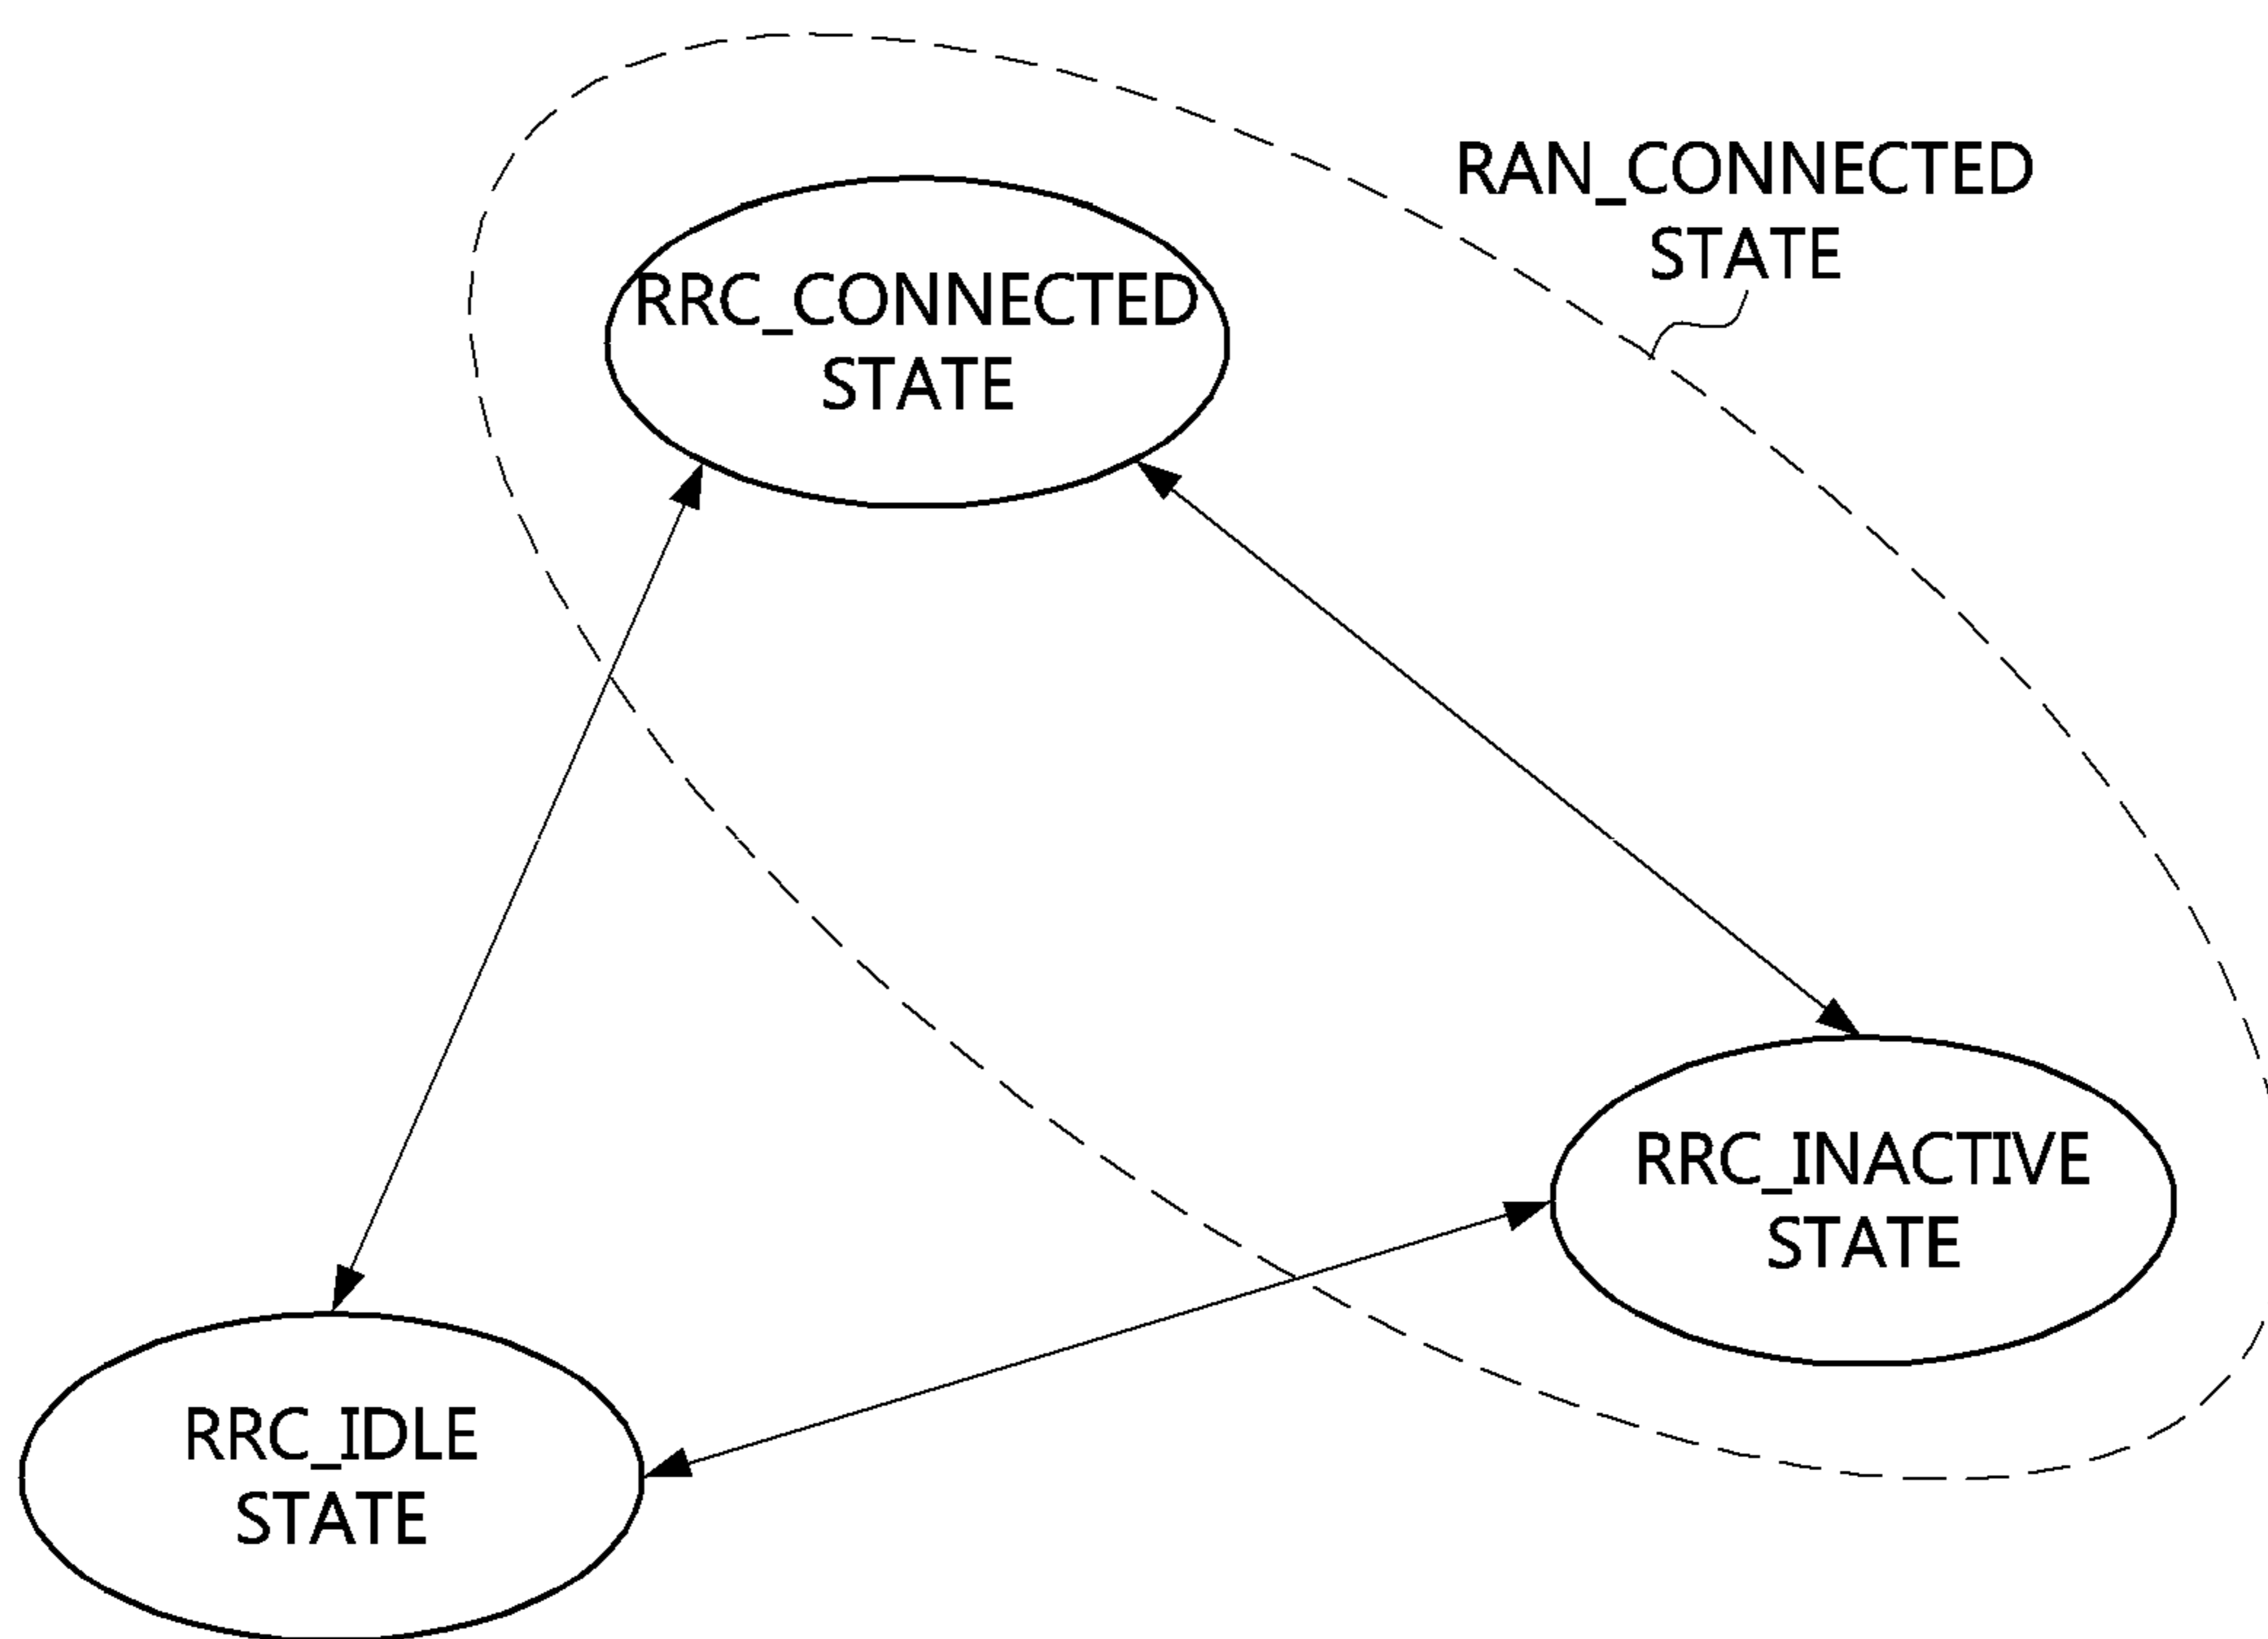 RAN_CONNECTED
STATE
RRC_CONNECTED
STATE
RRC_INACTIVE
STATE
RRC_IDLE
STATE